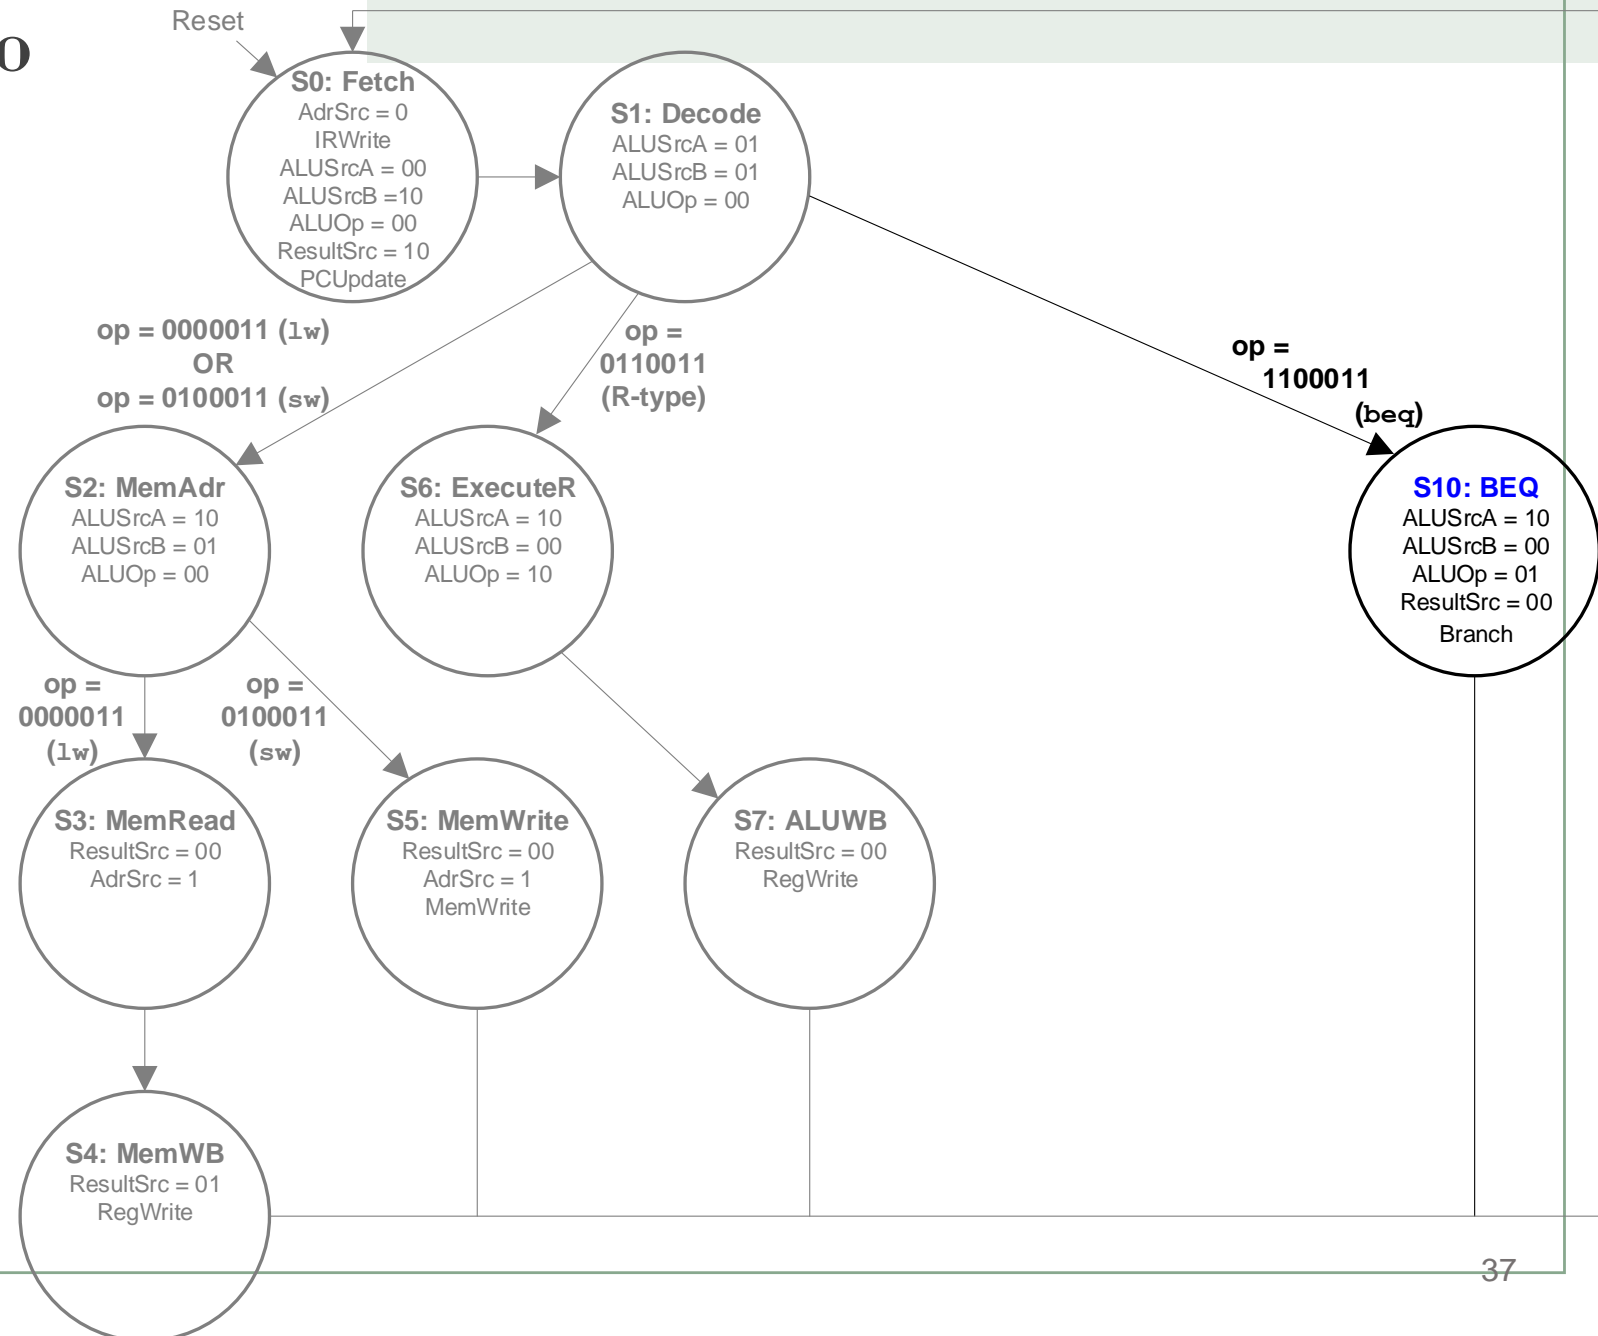 Reset
o
S0: Fetch
AdrSrc = 0
IRWrite
ALUSrcA = 00
ALUSrcB =10
ALUOp = 00
ResultSrc = 10
PCUpdate
S1: Decode
ALUSrcA = 01
ALUSrcB = 01
ALUOp = 00
op = 0000011 (lw)
OR
op = 0100011 (sw)
op =
0110011
(R-type)
op =
1100011
(beq)
S2: MemAdr
ALUSrcA = 10
ALUSrcB = 01
ALUOp = 00
S6: ExecuteR
ALUSrcA = 10
ALUSrcB = 00
ALUOp = 10
S10: BEQ
ALUSrcA = 10
ALUSrcB = 00
ALUOp = 01
ResultSrc = 00
Branch
op =
0000011
(lw)
op =
0100011
(sw)
S3: MemRead
ResultSrc = 00
AdrSrc = 1
S5: MemWrite
ResultSrc = 00
AdrSrc = 1
MemWrite
S7: ALUWB
ResultSrc = 00
RegWrite
S4: MemWB
ResultSrc = 01
RegWrite
37